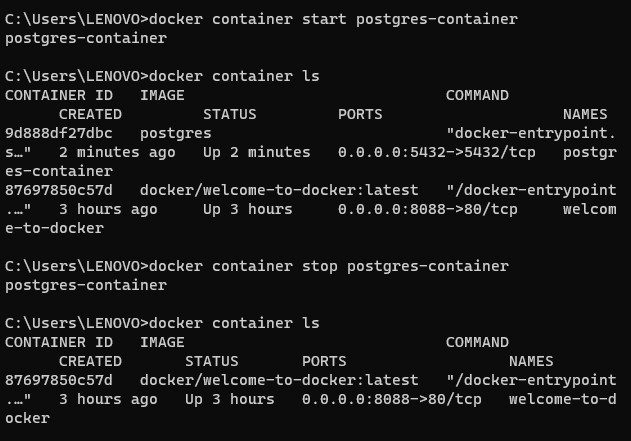 C:\Users\LENOVO>docker container start postgres-container
postgres-container
C:\Users\LENOVO>docker container ls
CONTAINER ID   IMAGE                             COMMAND
      CREATED         STATUS         PORTS                    NAMES
9d888df27dbc   postgres                          "docker-entrypoint.
s…"   2 minutes ago   Up 2 minutes   0.0.0.0:5432->5432/tcp   postgr
es-container
87697850c57d   docker/welcome-to-docker:latest   "/docker-entrypoint
.…"   3 hours ago     Up 3 hours     0.0.0.0:8088->80/tcp     welcom
e-to-docker
C:\Users\LENOVO>docker container stop postgres-container
postgres-container
C:\Users\LENOVO>docker container ls
CONTAINER ID   IMAGE                             COMMAND
      CREATED       STATUS       PORTS                  NAMES
87697850c57d   docker/welcome-to-docker:latest   "/docker-entrypoint
.…"   3 hours ago   Up 3 hours   0.0.0.0:8088->80/tcp   welcome-to-d
ocker